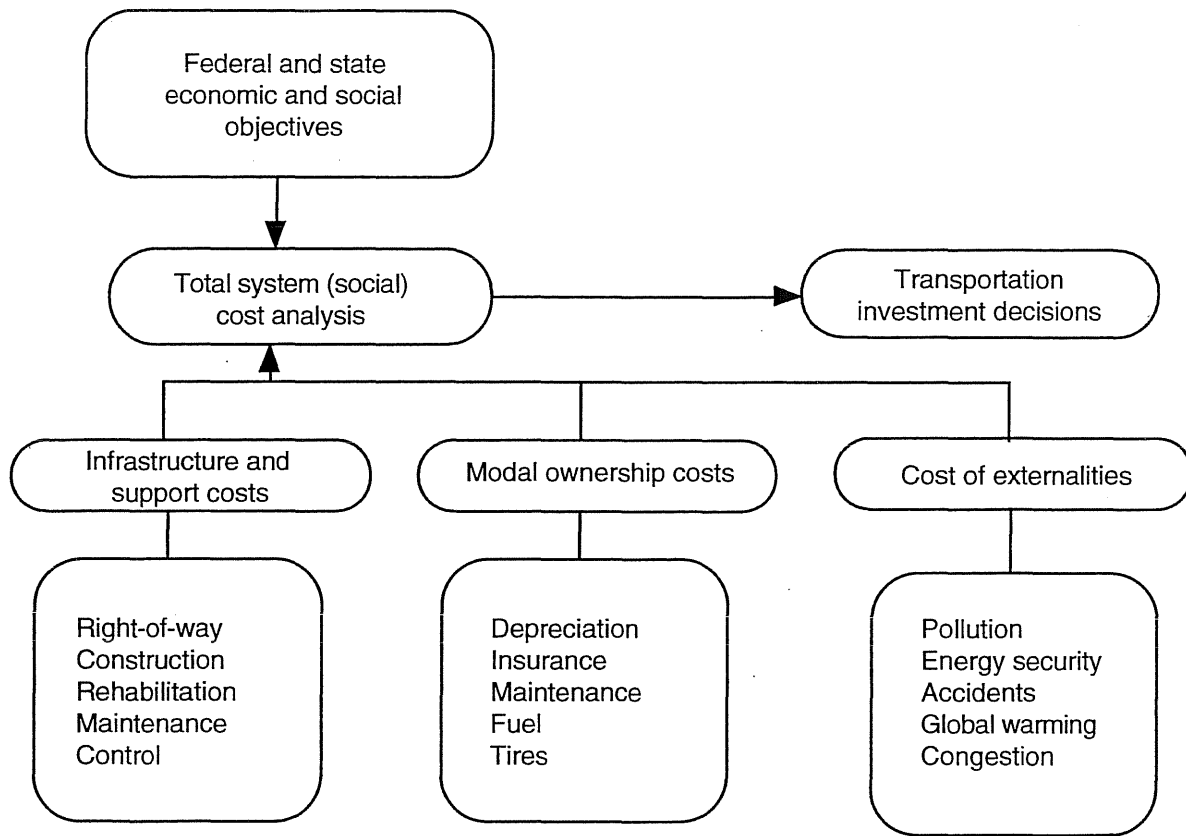 Federal and state
economic and social
objectives
Total system (social)
cost analysis
Transportation
investment decisions
Infrastructure and
support costs
Modal ownership costs
Cost of externalities
Right-of-way
Construction
Rehabilitation
Maintenance
Control
Depreciation
Insurance
Maintenance
Fuel
Tires
Pollution
Energy security
Accidents
Global warming
Congestion